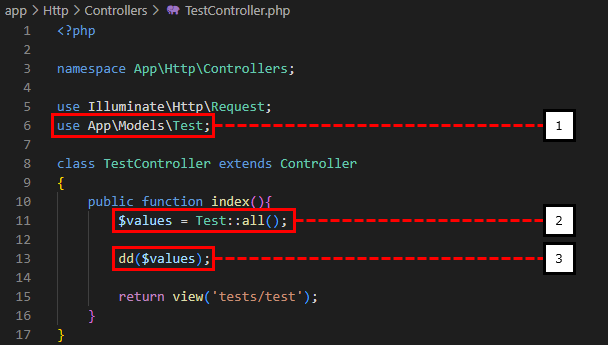 app > Http > Controllers > TestController.php
1 <?php
2
3 namespace App\Http\Controllers;
4
5 use Illuminate\Http\Request;
6 use App\Models\Test; 1
7
8 class TestController extends Controller
9 {
10 public function index(){
11 $values = Test::all(); 2
12
13 dd($values); 3
14
15 return view('tests/test');
16 }
17 }